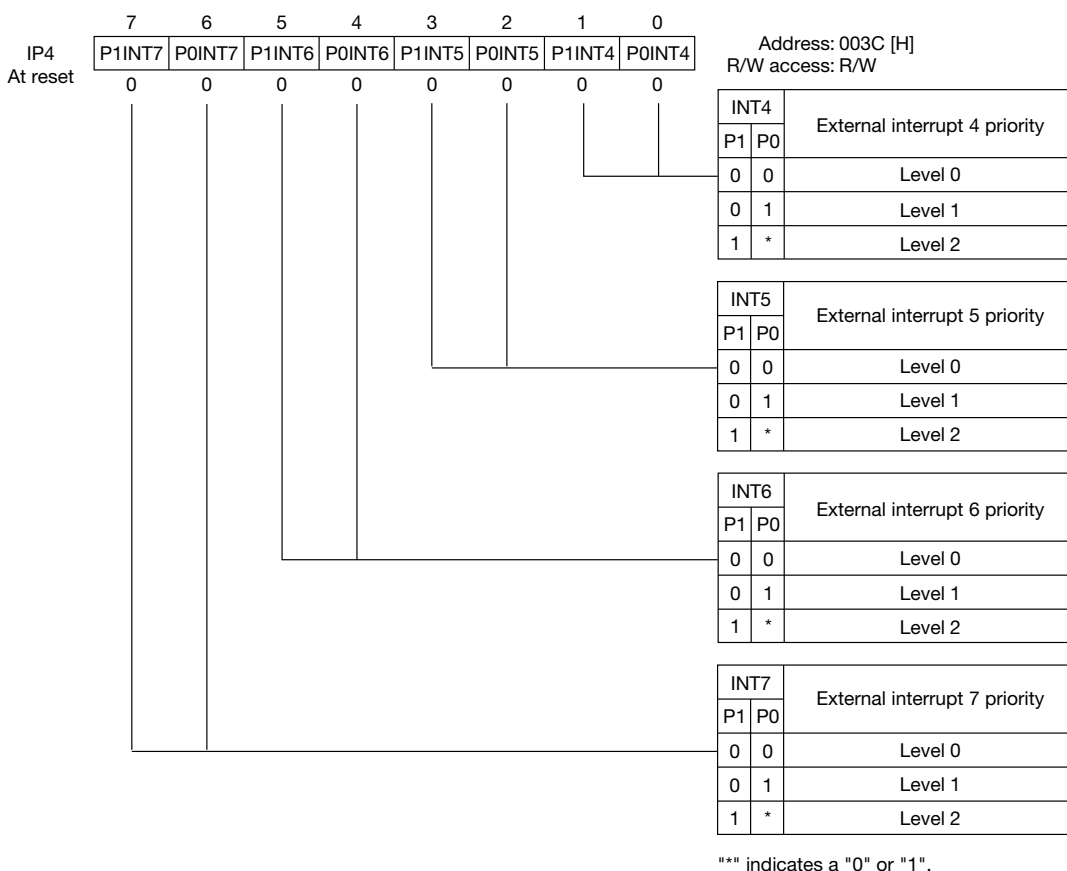 7 6 5 4 3 2 1 0
IP4 P1INT7 P0INT7 P1INT6 P0INT6 P1INT5 P0INT5 P1INT4 P0INT4
At reset 0 0 0 0 0 0 0 0
Address: 003C [H]
R/W access: R/W
INT4 External interrupt 4 priority
P1 P0
0 0 Level 0
0 1 Level 1
1 * Level 2
INT5 External interrupt 5 priority
P1 P0
0 0 Level 0
0 1 Level 1
1 * Level 2
INT6 External interrupt 6 priority
P1 P0
0 0 Level 0
0 1 Level 1
1 * Level 2
INT7 External interrupt 7 priority
P1 P0
0 0 Level 0
0 1 Level 1
1 * Level 2
"*" indicates a "0" or "1".